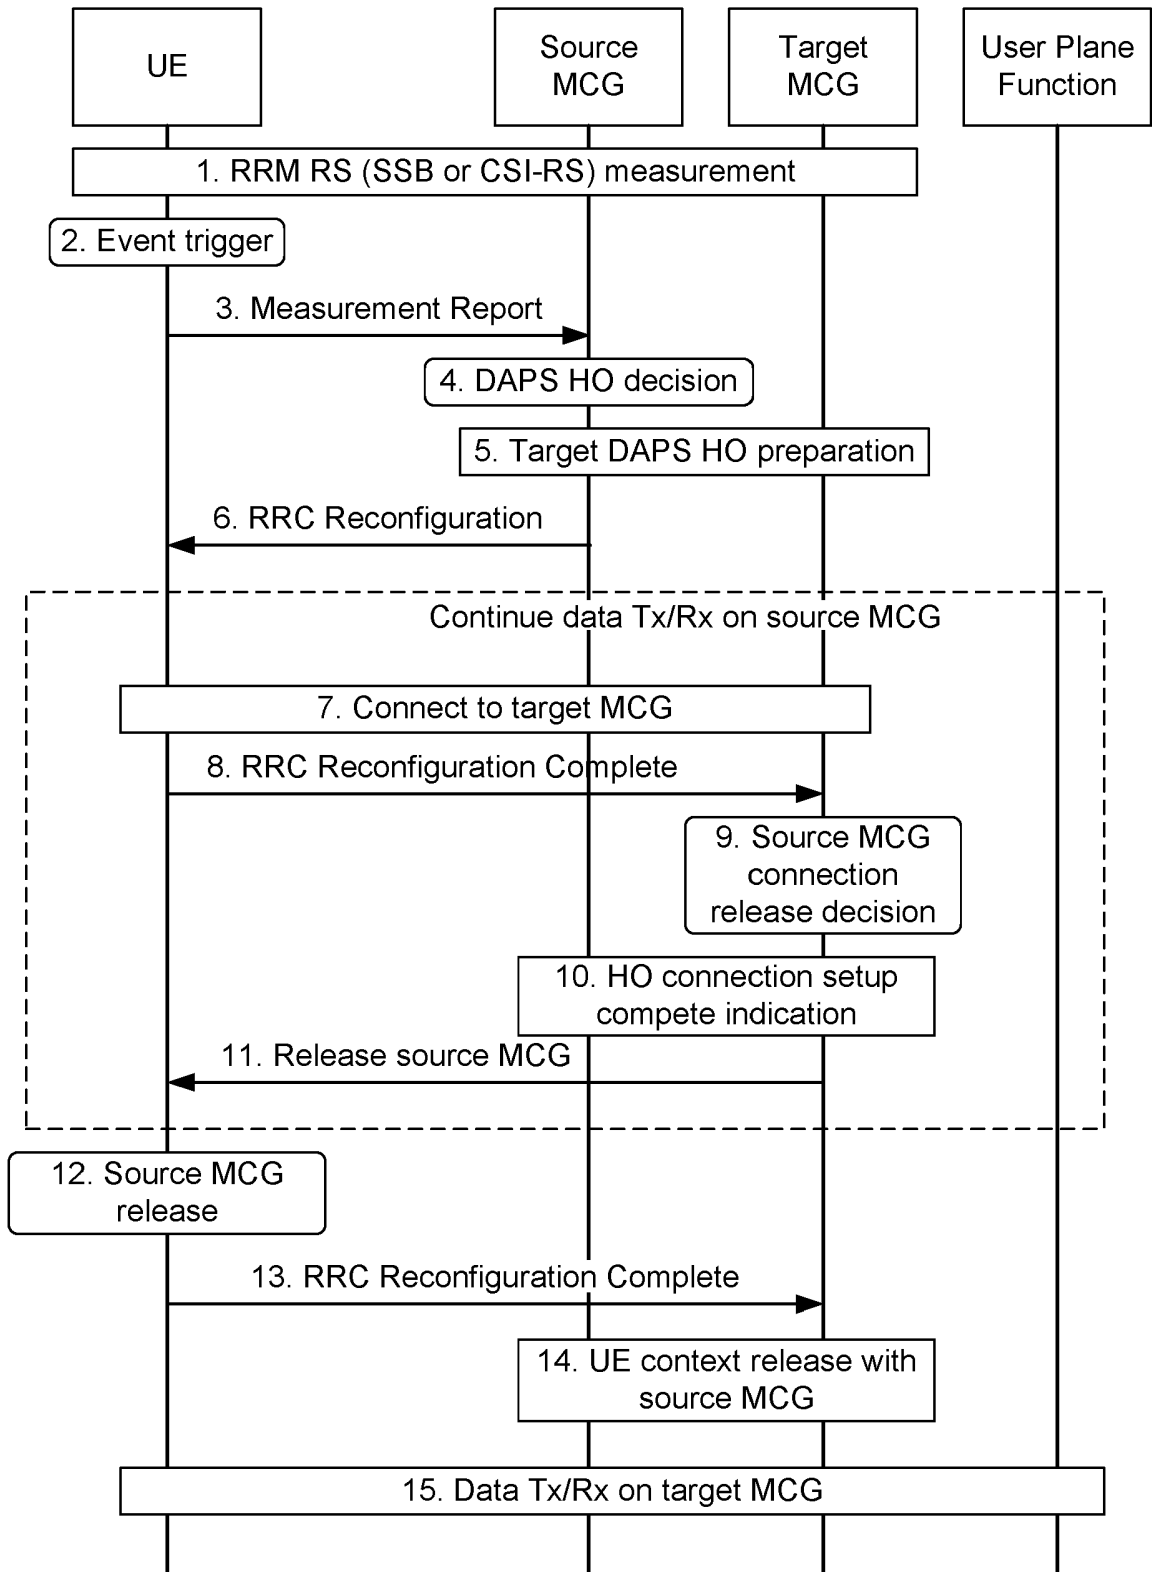 UE
Source
MCG
Target
MCG
User Plane
Function
1. RRM RS (SSB or CSI-RS) measurement
2. Event trigger
3. Measurement Report
4. DAPS HO decision
5. Target DAPS HO preparation
6. RRC Reconfiguration
Continue data Tx/Rx on source MCG
7. Connect to target MCG
8. RRC Reconfiguration Complete
9. Source MCG
connection
release decision
10. HO connection setup
compete indication
11. Release source MCG
12. Source MCG
release
13. RRC Reconfiguration Complete
14. UE context release with
source MCG
15. Data Tx/Rx on target MCG